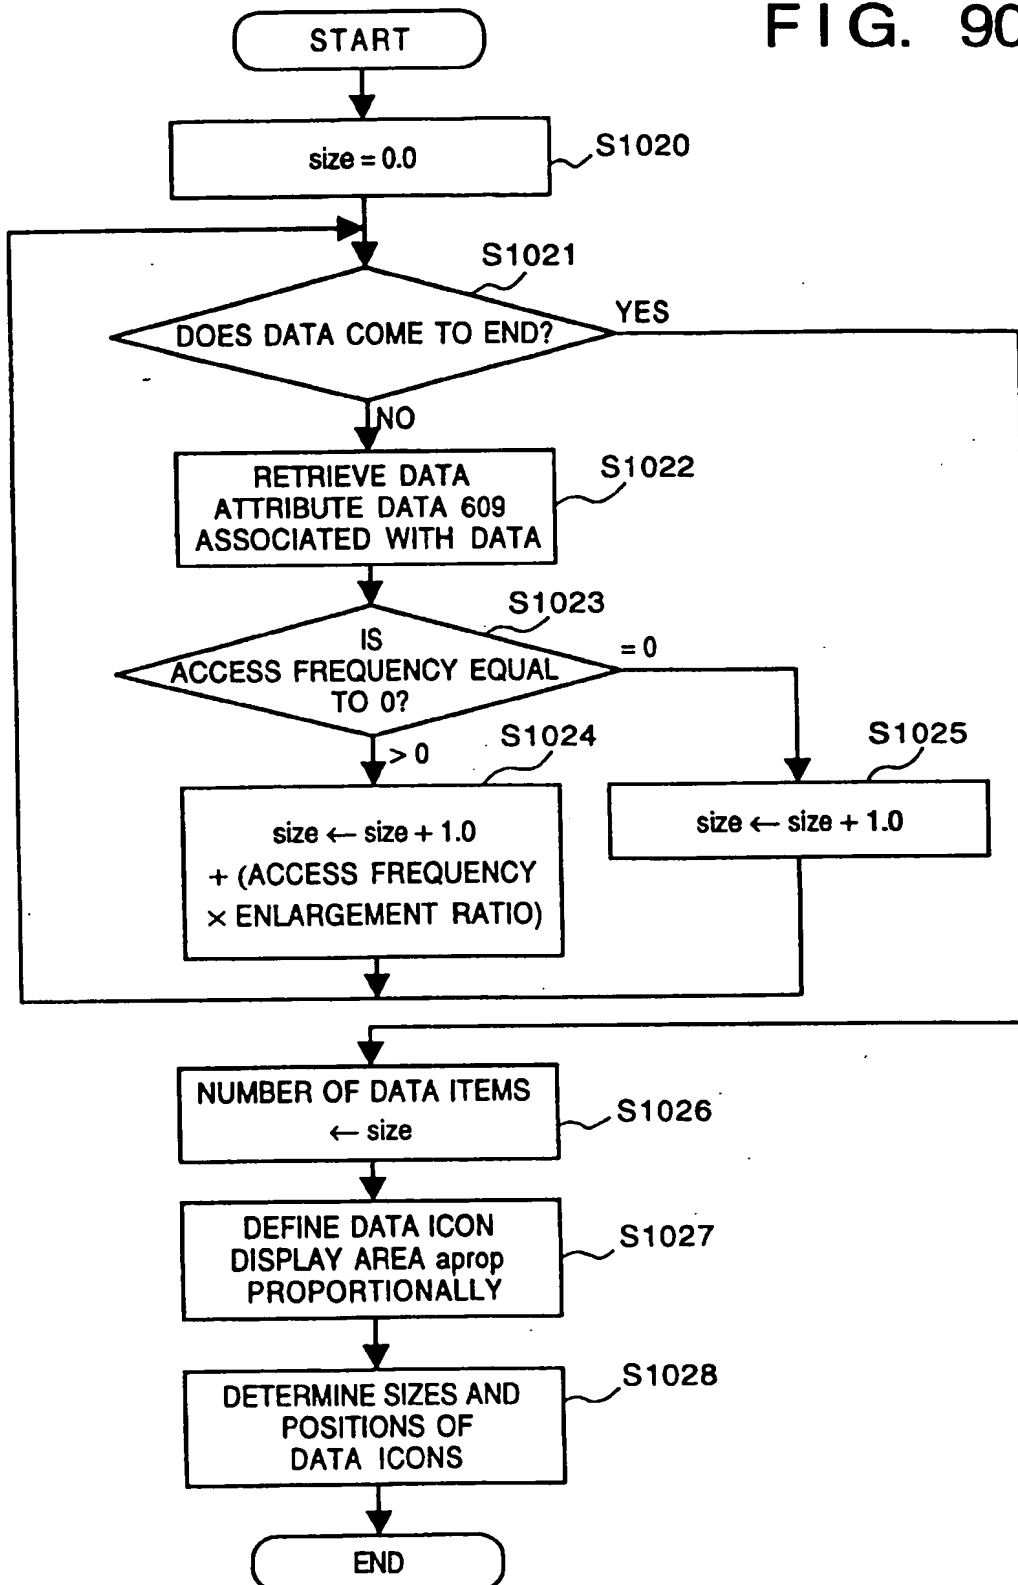 FIG. 90
START
size = 0.0
S1020
S1021
DOES DATA COME TO END?
YES
NO
RETRIEVE DATA
ATTRIBUTE DATA 609
ASSOCIATED WITH DATA
S1022
S1023
IS
ACCESS FREQUENCY EQUAL
TO 0?
= 0
> 0
S1024
size ← size + 1.0
+ (ACCESS FREQUENCY
× ENLARGEMENT RATIO)
S1025
size ← size + 1.0
NUMBER OF DATA ITEMS
← size
S1026
DEFINE DATA ICON
DISPLAY AREA aprop
PROPORTIONALLY
S1027
DETERMINE SIZES AND
POSITIONS OF
DATA ICONS
S1028
END